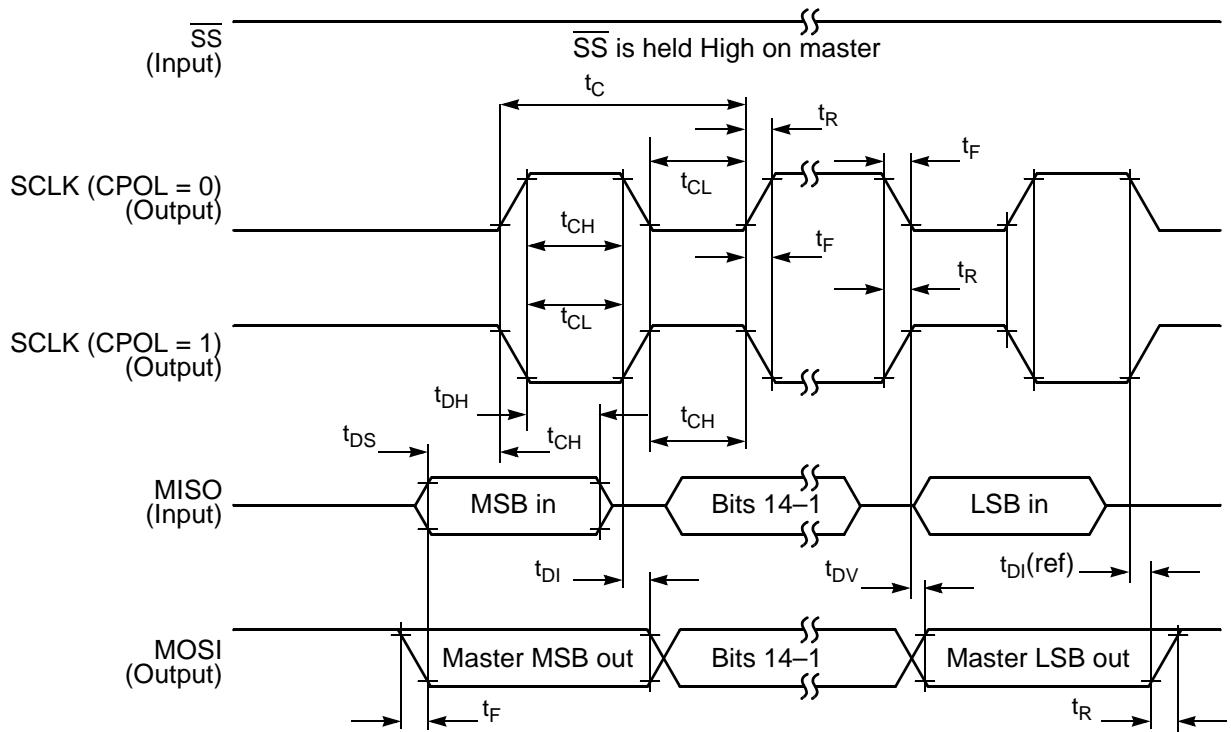 SS
(Input)
SS is held High on master
tC
tR
tF
SCLK (CPOL = 0)
(Output)
tCL
tCH
tF
tR
tCL
SCLK (CPOL = 1)
(Output)
tDH
tCH
tCH
tDS
MISO
(Input)
MSB in
Bits 14–1
LSB in
tDI
tDV
tDI(ref)
MOSI
(Output)
Master MSB out
Bits 14–1
Master LSB out
tF
tR